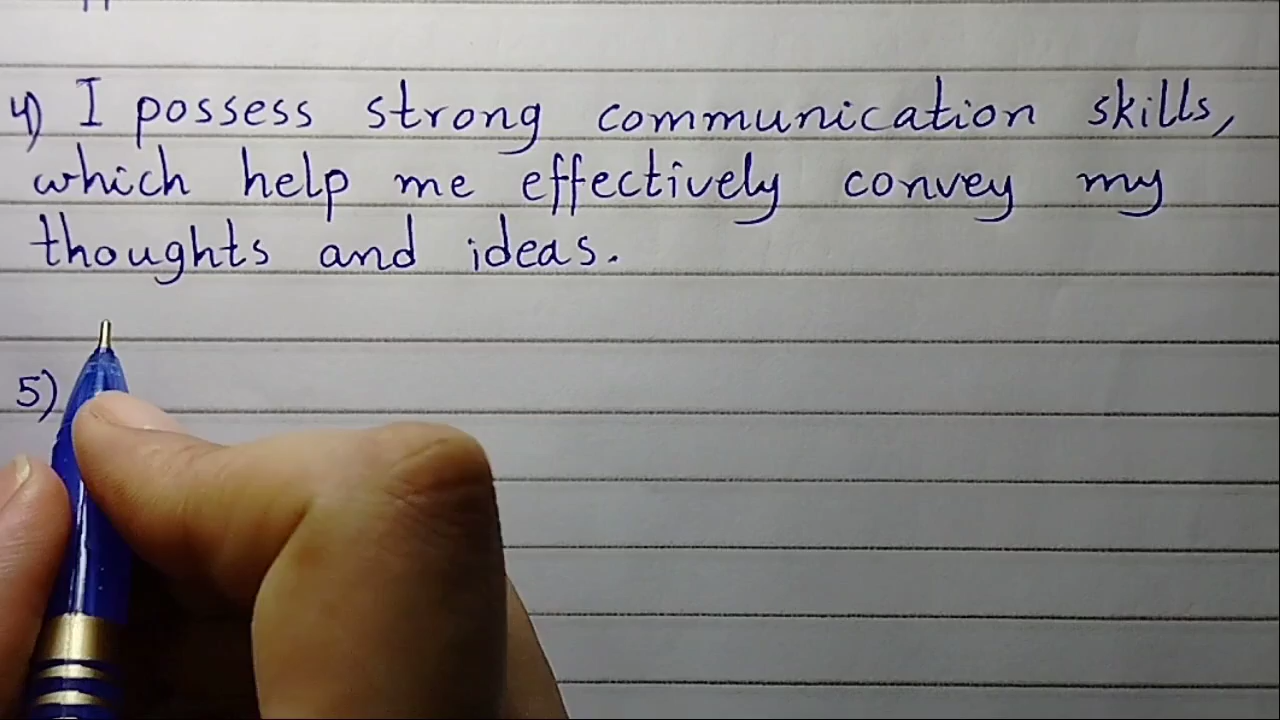 4) I possess strong communication skills,
which help me effectively convey my
thoughts and ideas.
5)